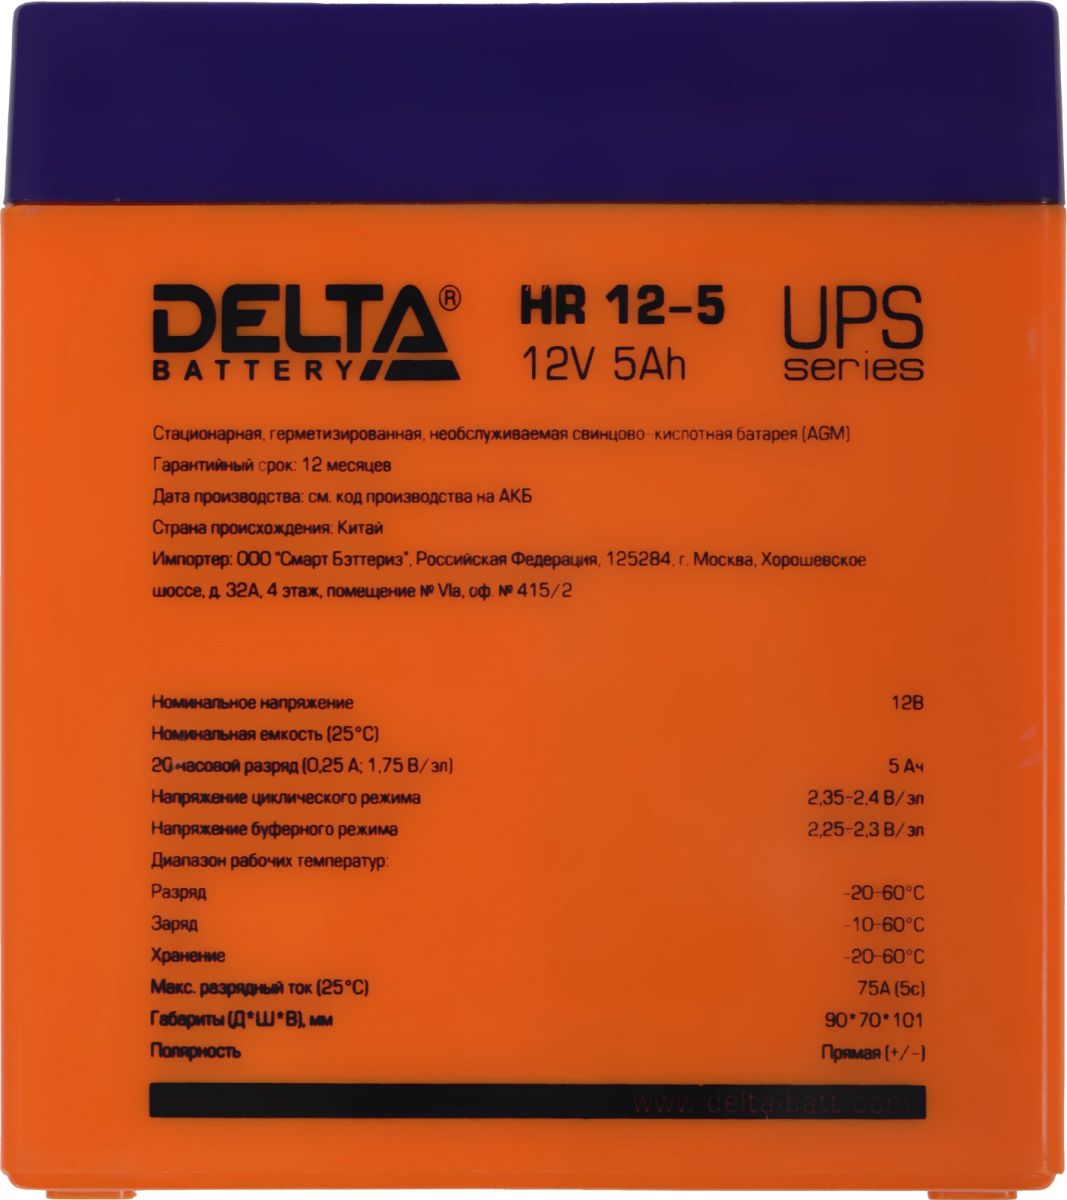 DELTA®
BATTERY
HR 12-5
12V 5Ah
UPS
series
Стационарная, герметизированная, необслуживаемая свинцово- кислотная батарея (AGM)
Гарантийный срок: 12 месяцев
Дата производства: см. код производства на АКБ
Страна происхождения: Китай
Импортер: ООО "Смарт Бэттериз", Российская Федерация, 125284, г. Москва, Хорошевское
шоссе, д. 32А, 4 этаж, помещение № VIа, оф. № 415/2
Номинальное напряжение 12В
Номинальная емкость (25°С)
20-часовой разряд (0,25 А; 1,75 В/эл) 5 Ач
Напряжение циклического режима 2,35-2,4 В/эл
Напряжение буферного режима 2,25-2,3 В/эл
Диапазон рабочих температур:
Разряд -20-60°С
Заряд -10-60°С
Хранение -20-60°С
Макс. разрядный ток (25°С) 75А (5с)
Габариты (Д*Ш*В), мм 90*70*101
Полярность Прямая (+/-)
www.delta-batt.com